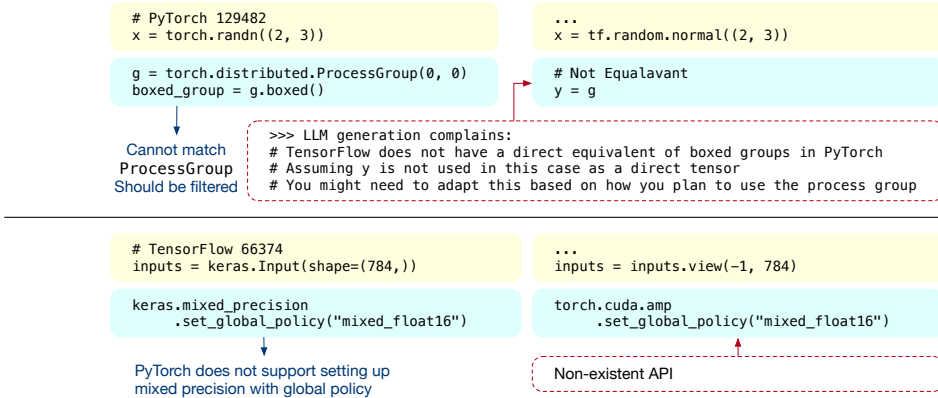 # PyTorch 129482
x = torch.randn((2, 3))
...
x = tf.random.normal((2, 3))
g = torch.distributed.ProcessGroup(0, 0)
boxed_group = g.boxed()
# Not Equalavant
y = g
Cannot match
ProcessGroup
Should be filtered
>>> LLM generation complains:
# TensorFlow does not have a direct equivalent of boxed groups in PyTorch
# Assuming y is not used in this case as a direct tensor
# You might need to adapt this based on how you plan to use the process group
# TensorFlow 66374
inputs = keras.Input(shape=(784,))
...
inputs = inputs.view(-1, 784)
keras.mixed_precision
.set_global_policy("mixed_float16")
torch.cuda.amp
.set_global_policy("mixed_float16")
PyTorch does not support setting up
mixed precision with global policy
Non-existent API